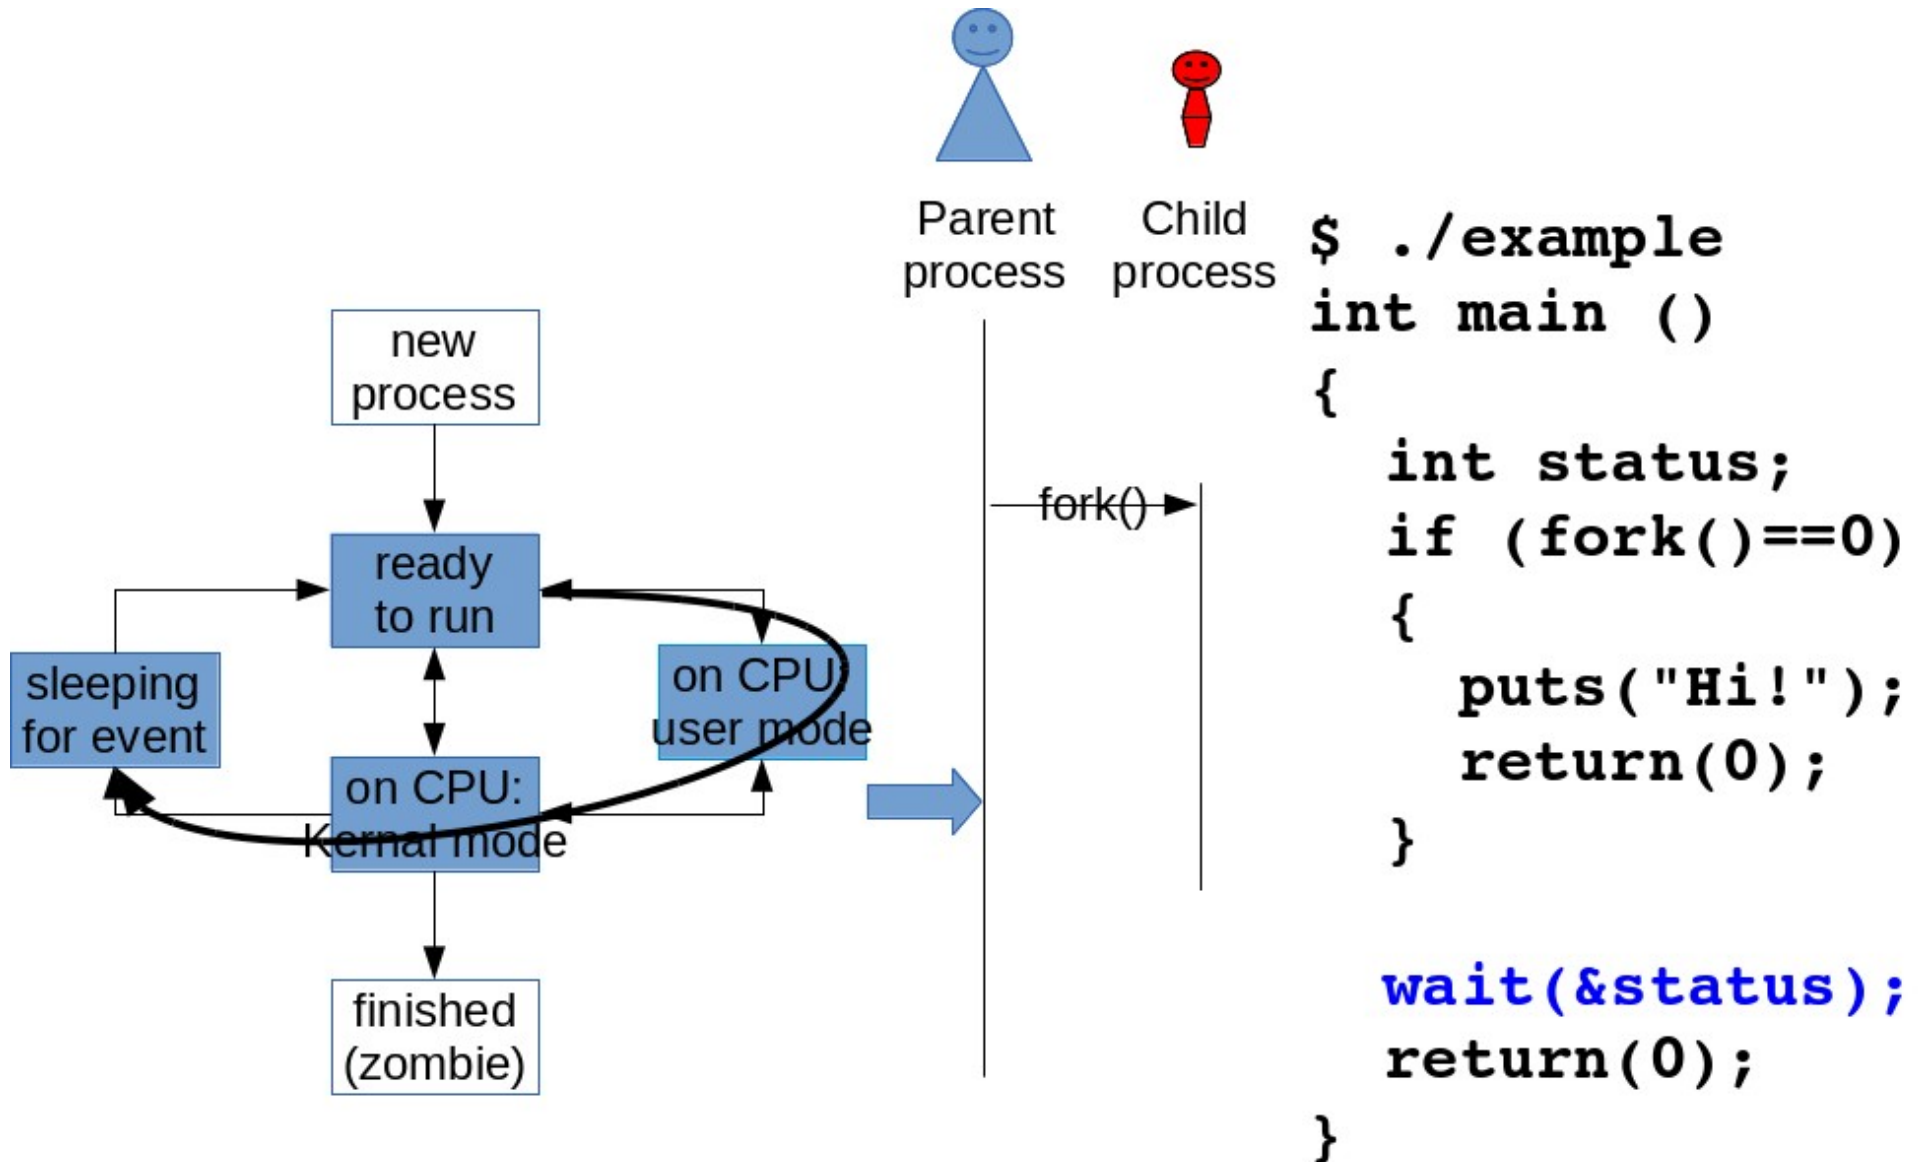 Parent
process
Child
process
new
process
ready
to run
sleeping
for event
on CPU:
user mode
on CPU:
Kernal mode
finished
(zombie)
fork()
$ ./example
int main ()
{
int status;
if (fork()==0)
{
puts("Hi!");
return(0);
}
wait(&status);
return(0);
}